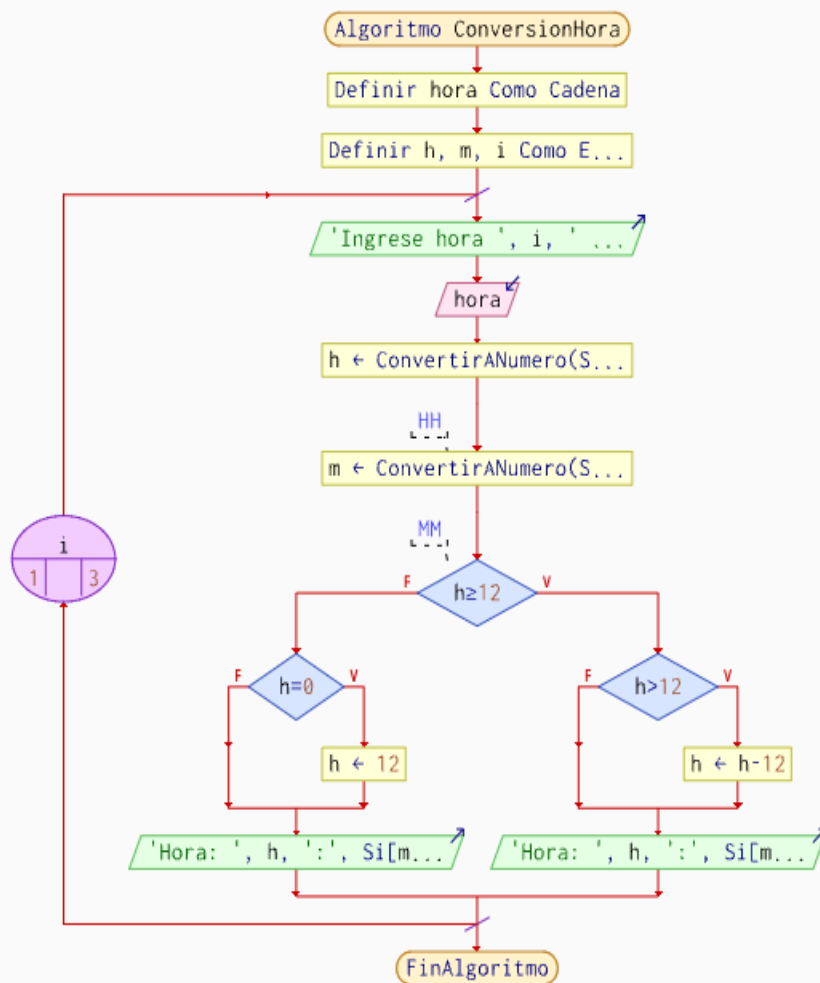 Algoritmo ConversionHora
Definir hora Como Cadena
Definir h, m, i Como E...
'Ingrese hora ', i, ' ...
hora
h ← ConvertirANumero(S...
HH
m ← ConvertirANumero(S...
MM
i
1 3
h≥12
F V
h=0
F V
h>12
F V
h ← 12
h ← h-12
'Hora: ', h, ':', Si[m...
'Hora: ', h, ':', Si[m...
FinAlgoritmo